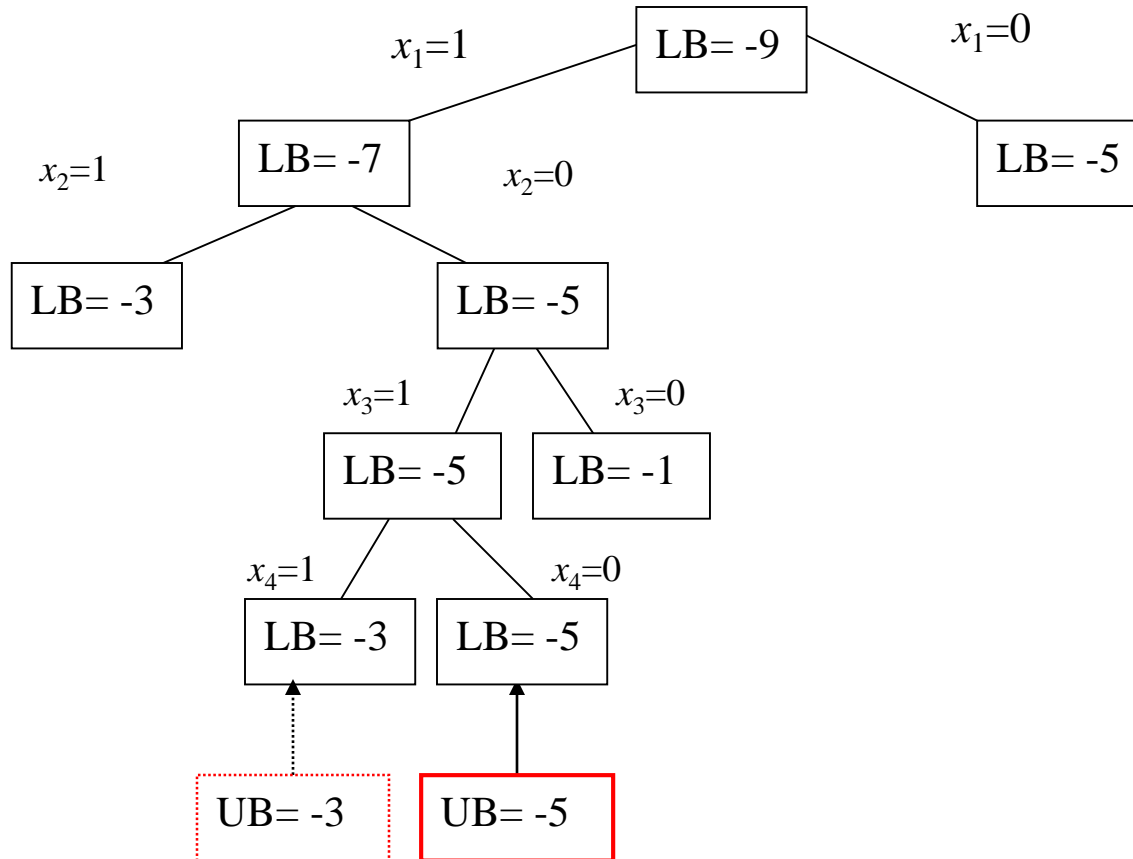 x₁=1
LB= -9
x₁=0
LB= -7
LB= -5
x₂=1
x₂=0
LB= -3
LB= -5
x₃=1
x₃=0
LB= -5
LB= -1
x₄=1
x₄=0
LB= -3
LB= -5
UB= -3
UB= -5